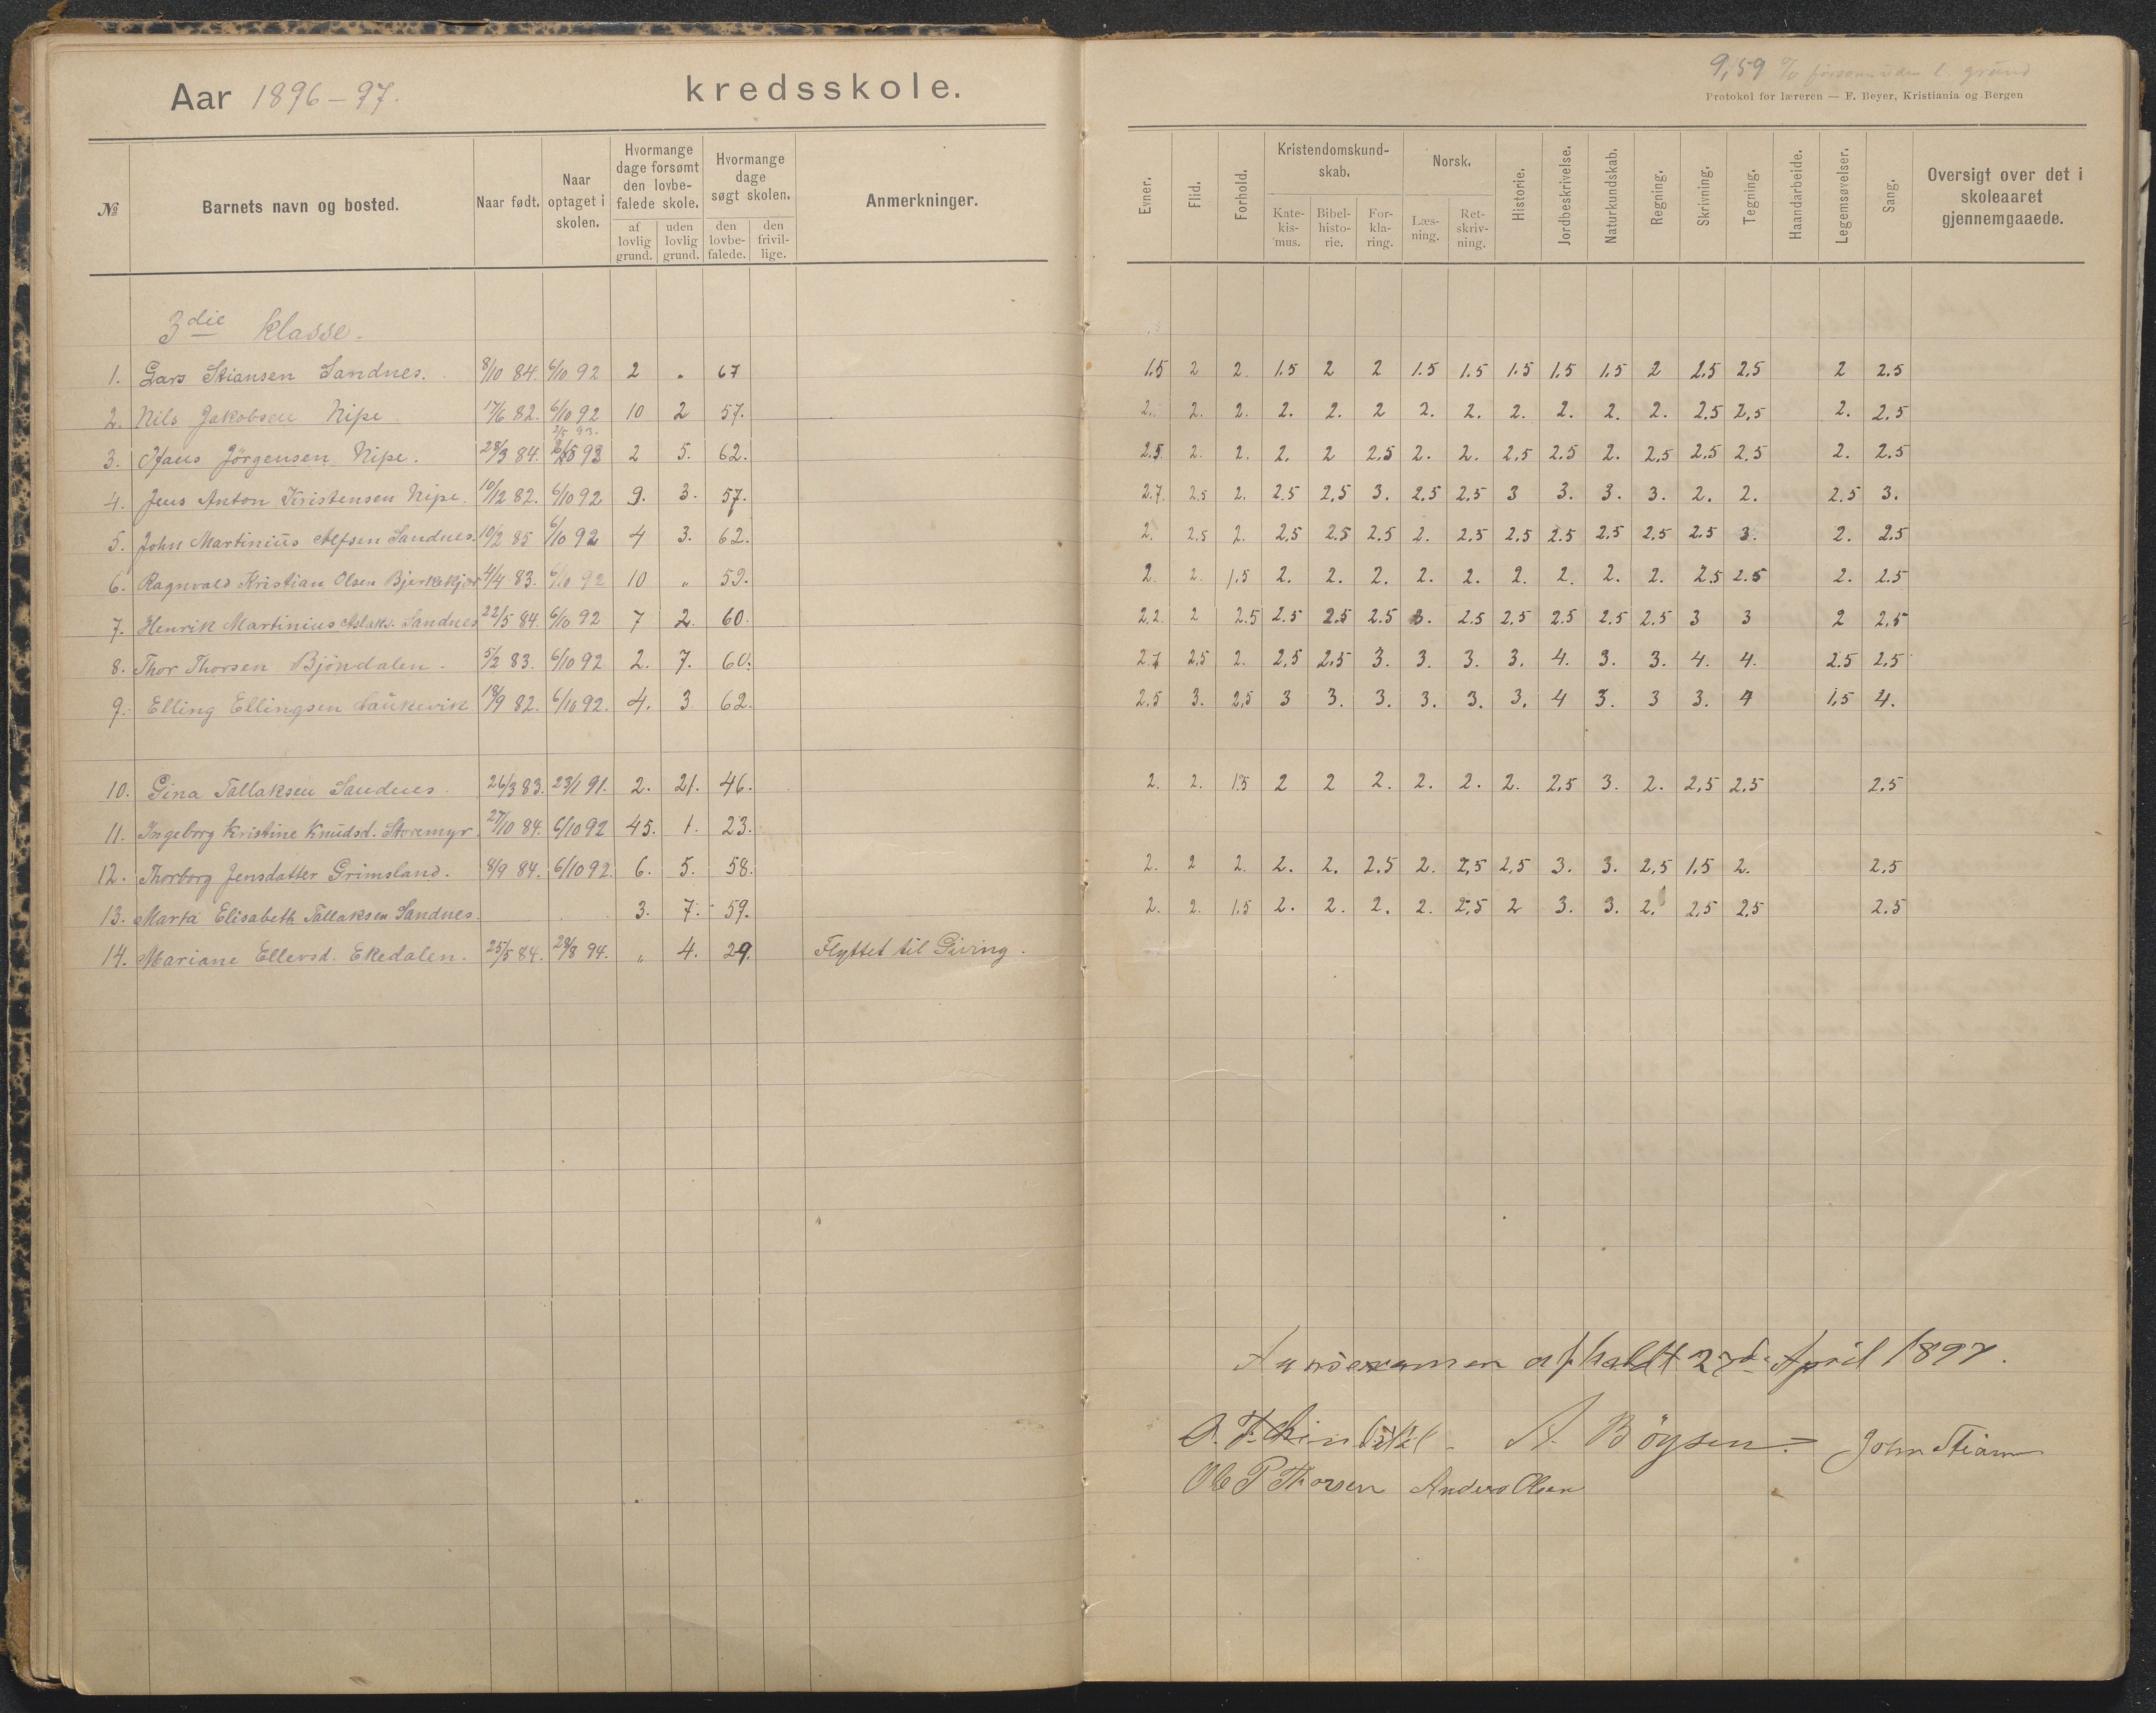 Aar 1896-97. kredsskole.
№ Barnets navn og bosted. Naar født. Naar optaget i skolen. Hvormange dage forsømt den lovbefalede skole. af lovlig grund. uden lovlig grund. Hvormange dage søgt skolen. den lovbefalede. den frivillige. Anmerkninger.
3die klasse.
1. Lars Stiansen Sandnes. 8/10 84. 6/10 92 2 " 67
2. Nils Jakobsen Nipe. 17/6 82. 6/10 92 10 2 57.
2/5 93.
3. Hans Jörgensen Nipe. 28/3 84. 2/5 93 2 5. 62.
4. Jens Anton Kristensen Nipe. 10/12 82. 6/10 92 9. 3. 57.
5. John Martinius Alfsen Sandnes. 10/2 85 6/10 92 4 3. 62.
6. Ragnvald Kristian Olsen Bjerkekjær 4/4 83. 6/10 92 10 " 59.
7. Henrik Martinius Aslaks. Sandnes 22/5 84. 6/10 92 7 2. 60.
8. Thor Thorsen Bjöndalen. 5/2 83. 6/10 92 2. 7. 60.
9. Elling Ellingsen 18/9 82. 6/10 92. 4. 3 62.
10. Gina Tallaksen Sandnes. 26/3 83. 23/1 91. 2. 21. 46.
11. Ingeborg Kristine Knudsd. Storemyr. 27/10 84. 6/10 92 45. 1. 23.
12. Thorborg Jensdatter Grimsland. 8/9 84. 6/10 92. 6. 5. 58.
13. Marta Elisabeth Tallaksen Sandnes. 3. 7. 59.
14. Mariane Ellevsd. Ekedalen. 25/5 84. 28/8 94. " 4. 29. Flyttet til Giving.
9,59 % forsömt uden l. grund
Protokol for læreren — F. Beyer, Kristiania og Bergen
Evner. Flid. Forhold. Kristendomskundskab. Katekismus. Bibelhistorie. Forklaring. Norsk. Læsning. Retskrivning. Historie. Jordbeskrivelse. Naturkundskab. Regning. Skrivning. Tegning. Haandarbeide. Legemsøvelser. Sang. Oversigt over det i skoleaaret gjennemgaaede.
1.5 2 2. 1.5 2 2 1.5 1.5 1.5 1.5 1.5 2 2.5 2.5 2 2.5
2. 2. 2. 2. 2. 2 2. 2. 2. 2. 2. 2. 2.5 2.5 2. 2.5
2.5. 2. 2. 2. 2 2.5 2. 2. 2.5 2.5 2. 2.5 2.5 2.5 2. 2.5
2.7. 2.5 2. 2.5 2.5 3. 2.5 2.5 3 3. 3. 3. 2. 2. 2.5 3.
2. 2.5 2. 2.5 2.5 2.5 2. 2.5 2.5 2.5 2.5 2.5 2.5 3. 2. 2.5
2. 2. 1.5 2. 2. 2. 2. 2. 2. 2. 2. 2. 2.5 2.5 2. 2.5
2.2. 2 2.5 2.5 2.5 2.5 3. 2.5 2.5 2.5 2.5 2.5 3 3 2 2.5
2.7 2.5 2. 2.5 2.5 3. 3. 3. 3. 4. 3. 3. 4. 4. 2.5 2.5
2.5 3. 2.5 3 3. 3. 3. 3. 3. 4 3. 3 3. 4 1.5 4.
2. 2. 1.5 2 2 2. 2. 2. 2. 2.5 3. 2. 2.5 2.5 2.5
2. 2 2. 2. 2. 2.5 2. 2.5 2.5 3. 3. 2.5 1.5 2. 2.5
2. 2. 1.5 2. 2. 2. 2. 2.5 2 3. 3. 2. 2.5 2.5 2.5
Aarsexamen afholdt 27de April 1897.
A. Böysen. John Stians
Ole P Thorsen Anders Olsen